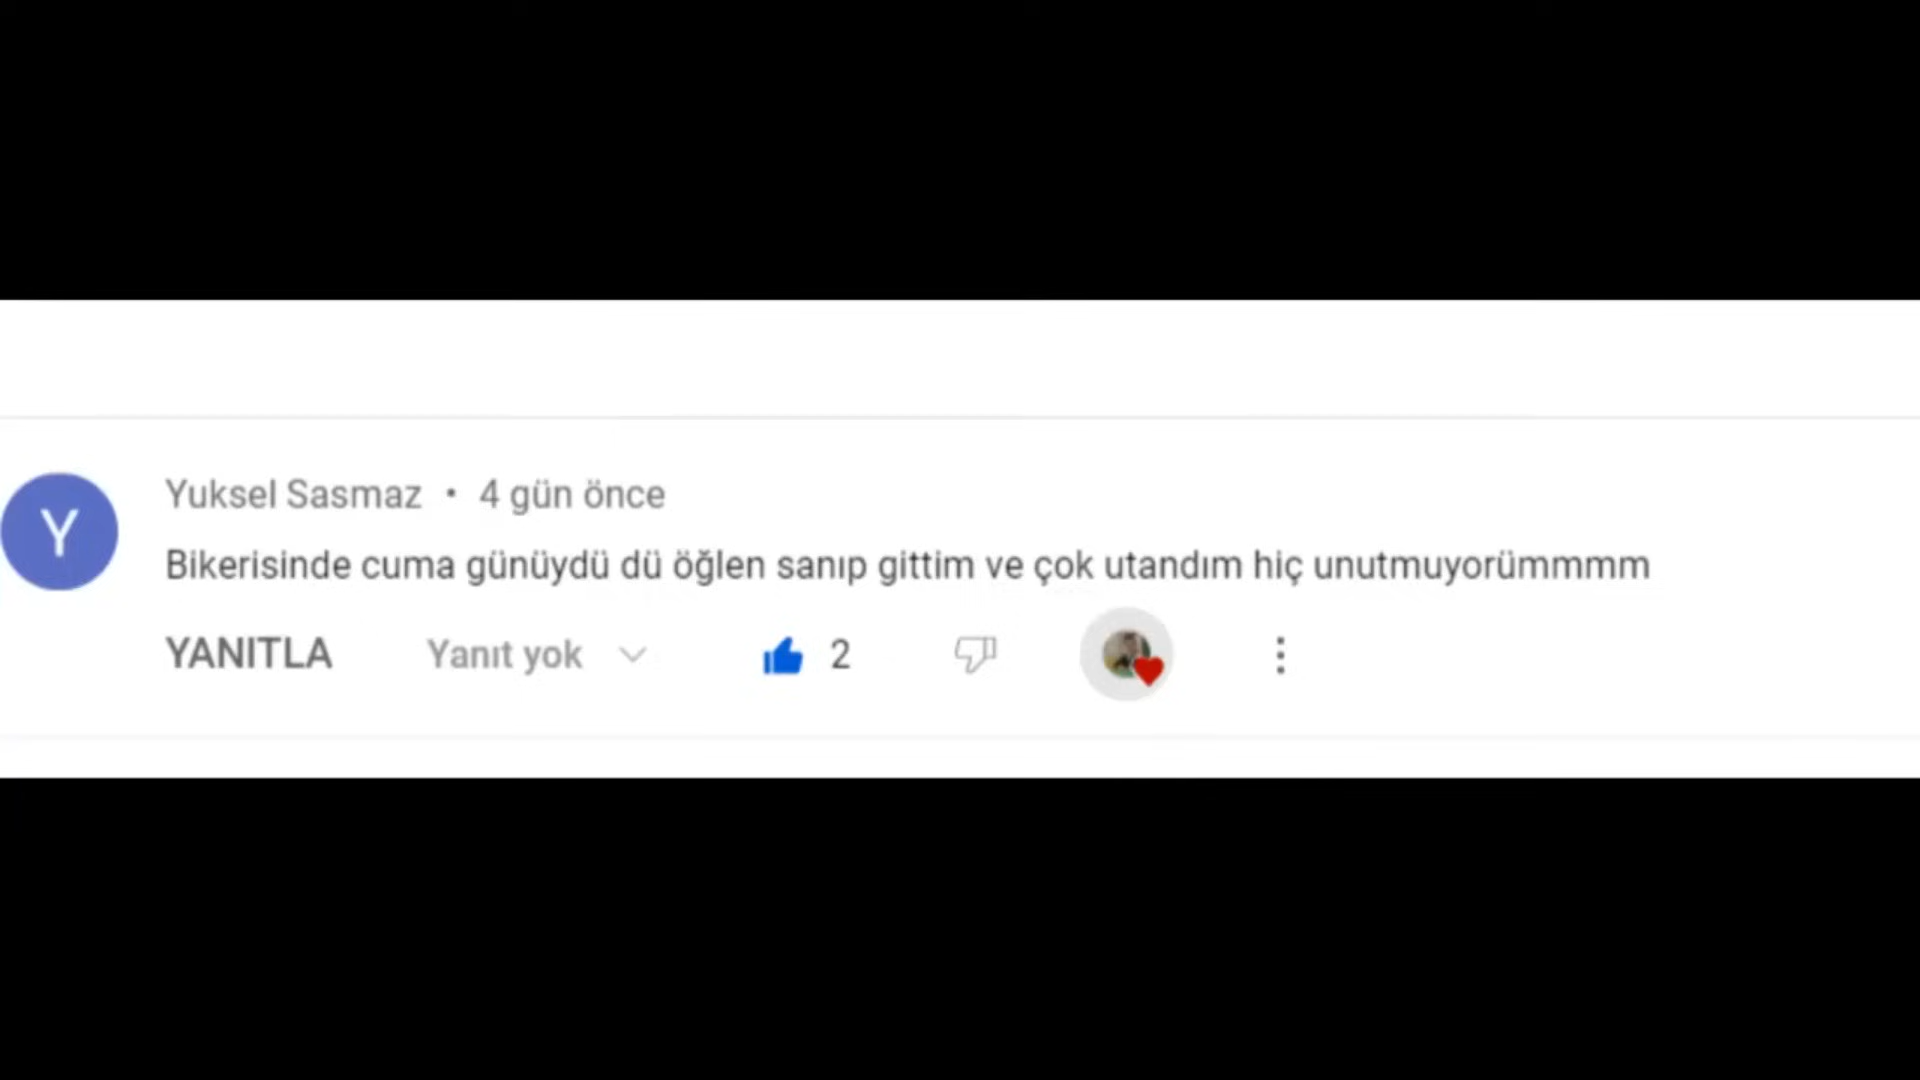 Y
Yuksel Sasmaz • 4 gün önce
Bikerisinde cuma günüydü dü öğlen sanıp gittim ve çok utandım hiç unutmuyorümmmm
YANITLA Yanıt yok 2